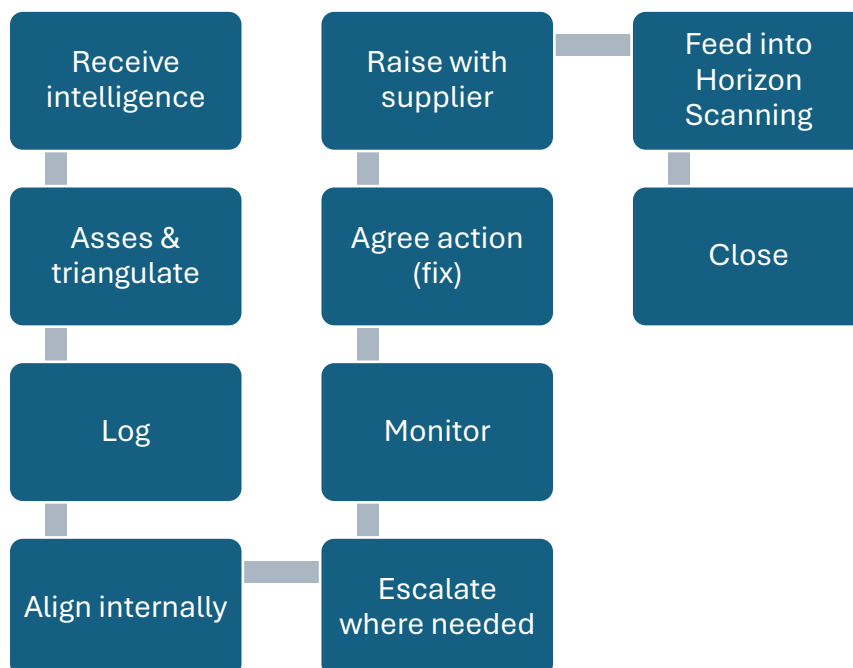 Receive
intelligence
Asses &
triangulate
Log
Align internally
Escalate
where needed
Monitor
Agree action
(fix)
Raise with
supplier
Feed into
Horizon
Scanning
Close